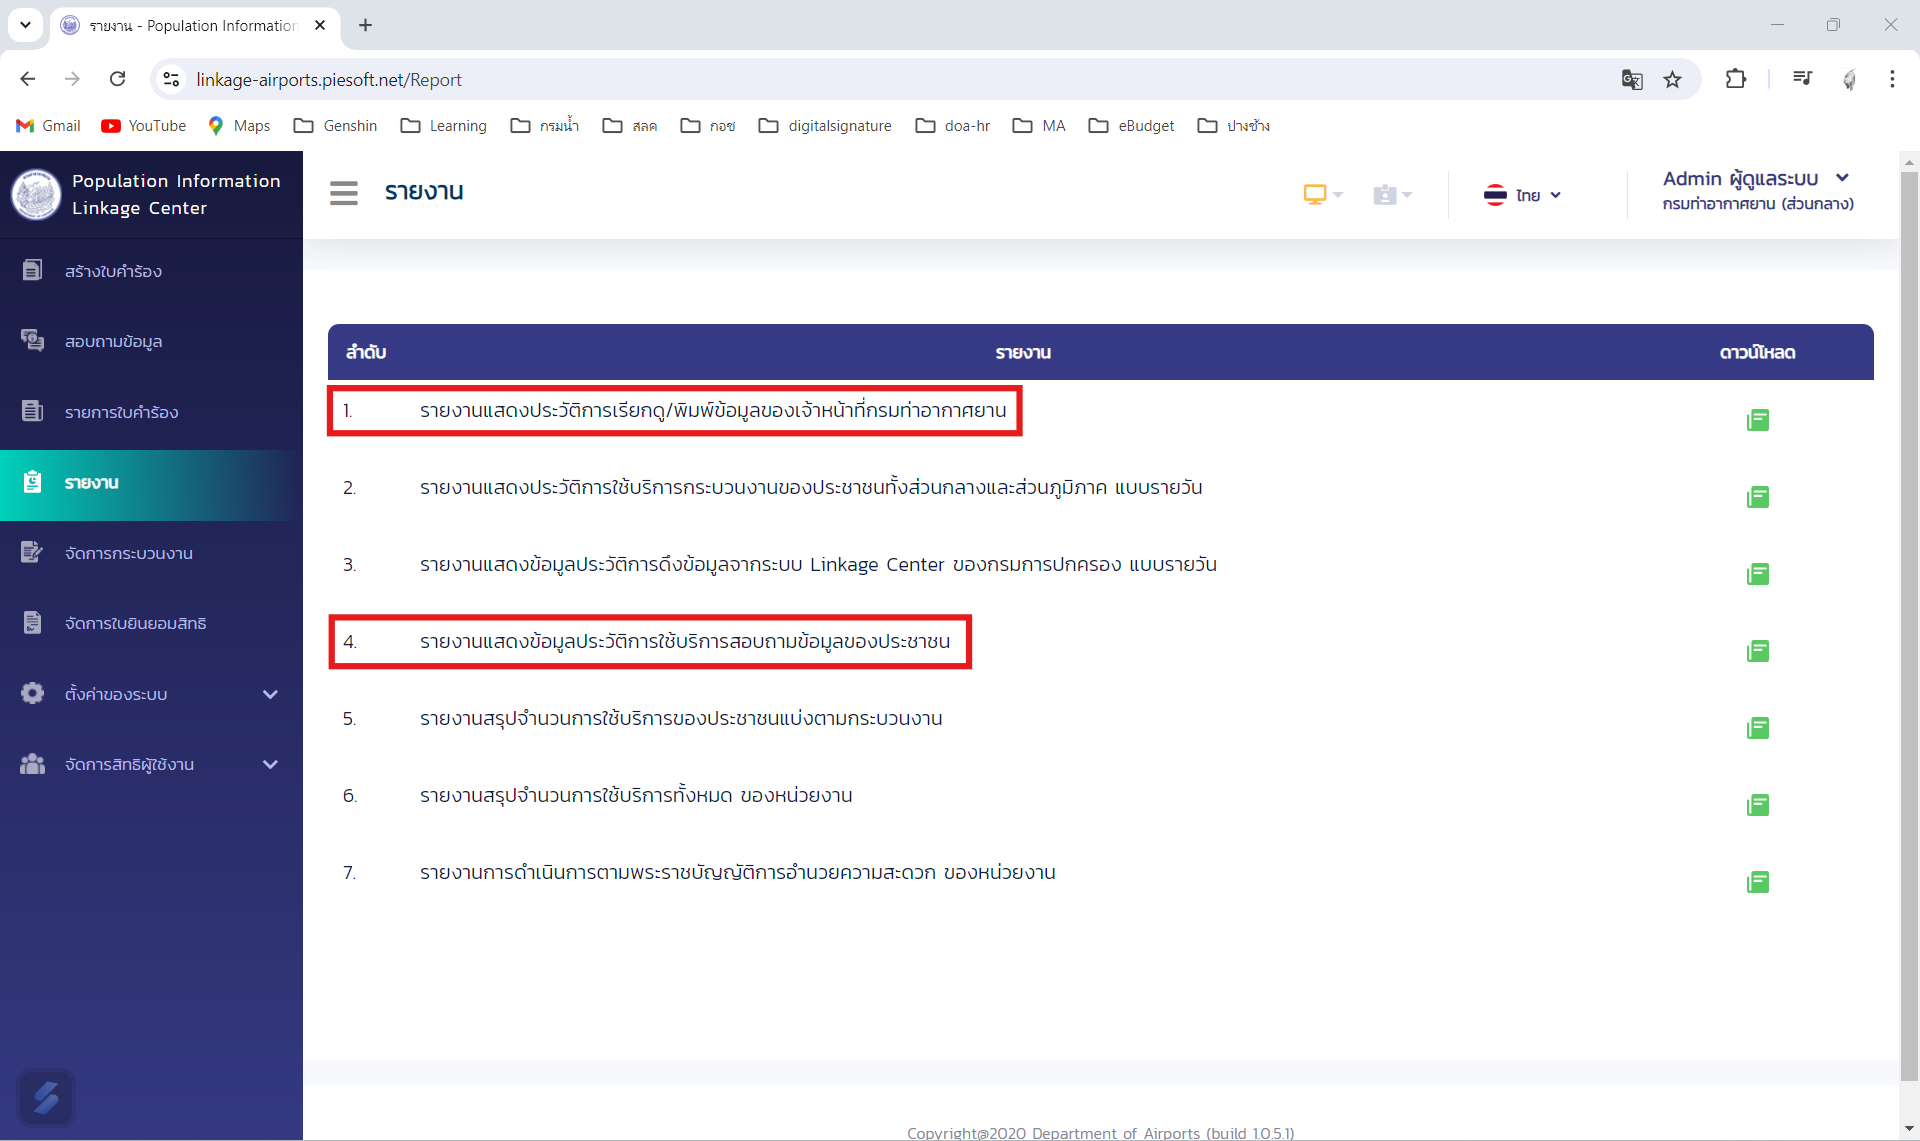 รายงาน - Population Information
linkage-airports.piesoft.net/Report
Gmail YouTube Maps Genshin Learning กรมน้ำ สลค กอช digitalsignature doa-hr MA eBudget ปางช้าง
Population Information
Linkage Center
รายงาน
ไทย
Admin ผู้ดูแลระบบ
กรมท่าอากาศยาน (ส่วนกลาง)
สร้างใบคำร้อง
สอบถามข้อมูล
รายการใบคำร้อง
รายงาน
จัดการกระบวนงาน
จัดการใบยินยอมสิทธิ
ตั้งค่าของระบบ
จัดการสิทธิผู้ใช้งาน
ลำดับ รายงาน ดาวน์โหลด
1. รายงานแสดงประวัติการเรียกดู/พิมพ์ข้อมูลของเจ้าหน้าที่กรมท่าอากาศยาน
2. รายงานแสดงประวัติการใช้บริการกระบวนงานของประชาชนทั้งส่วนกลางและส่วนภูมิภาค แบบรายวัน
3. รายงานแสดงข้อมูลประวัติการดึงข้อมูลจากระบบ Linkage Center ของกรมการปกครอง แบบรายวัน
4. รายงานแสดงข้อมูลประวัติการใช้บริการสอบถามข้อมูลของประชาชน
5. รายงานสรุปจำนวนการใช้บริการของประชาชนแบ่งตามกระบวนงาน
6. รายงานสรุปจำนวนการใช้บริการทั้งหมด ของหน่วยงาน
7. รายงานการดำเนินการตามพระราชบัญญัติการอำนวยความสะดวก ของหน่วยงาน
Copyright@2020 Department of Airports (build 1.0.5.1)